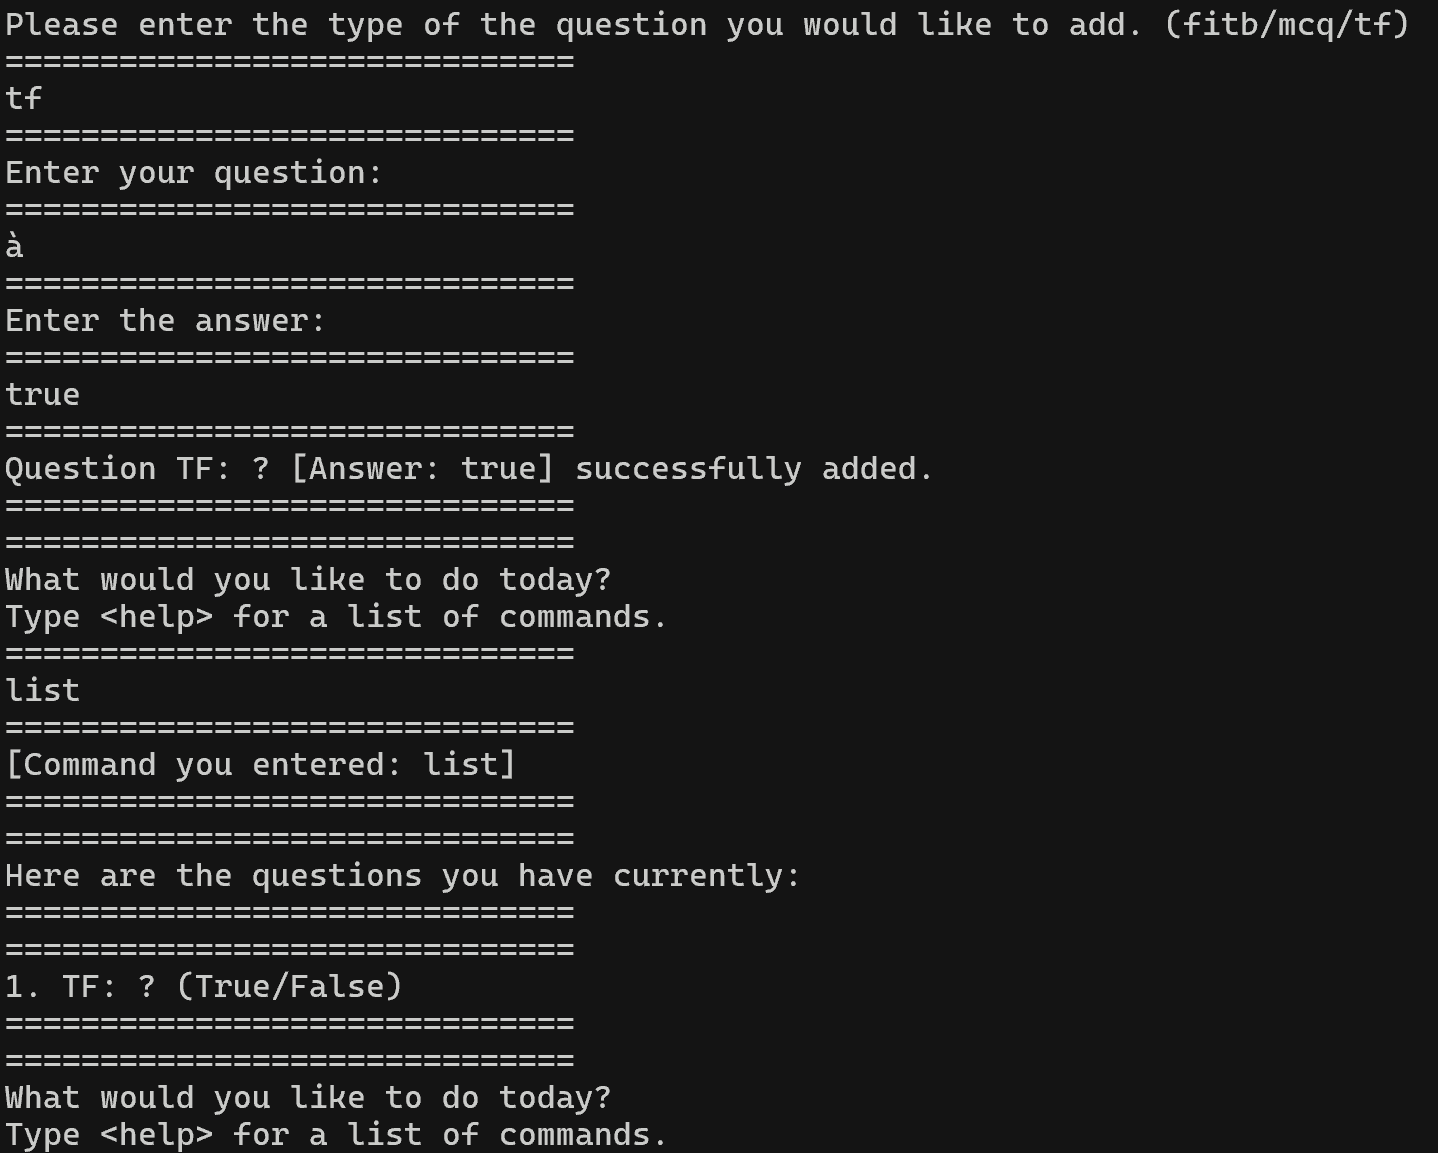 Please enter the type of the question you would like to add. (fitb/mcq/tf)
==============================
tf
==============================
Enter your question:
==============================
à
==============================
Enter the answer:
==============================
true
==============================
Question TF: ? [Answer: true] successfully added.
==============================
==============================
What would you like to do today?
Type <help> for a list of commands.
==============================
list
==============================
[Command you entered: list]
==============================
==============================
Here are the questions you have currently:
==============================
==============================
1. TF: ? (True/False)
==============================
==============================
What would you like to do today?
Type <help> for a list of commands.